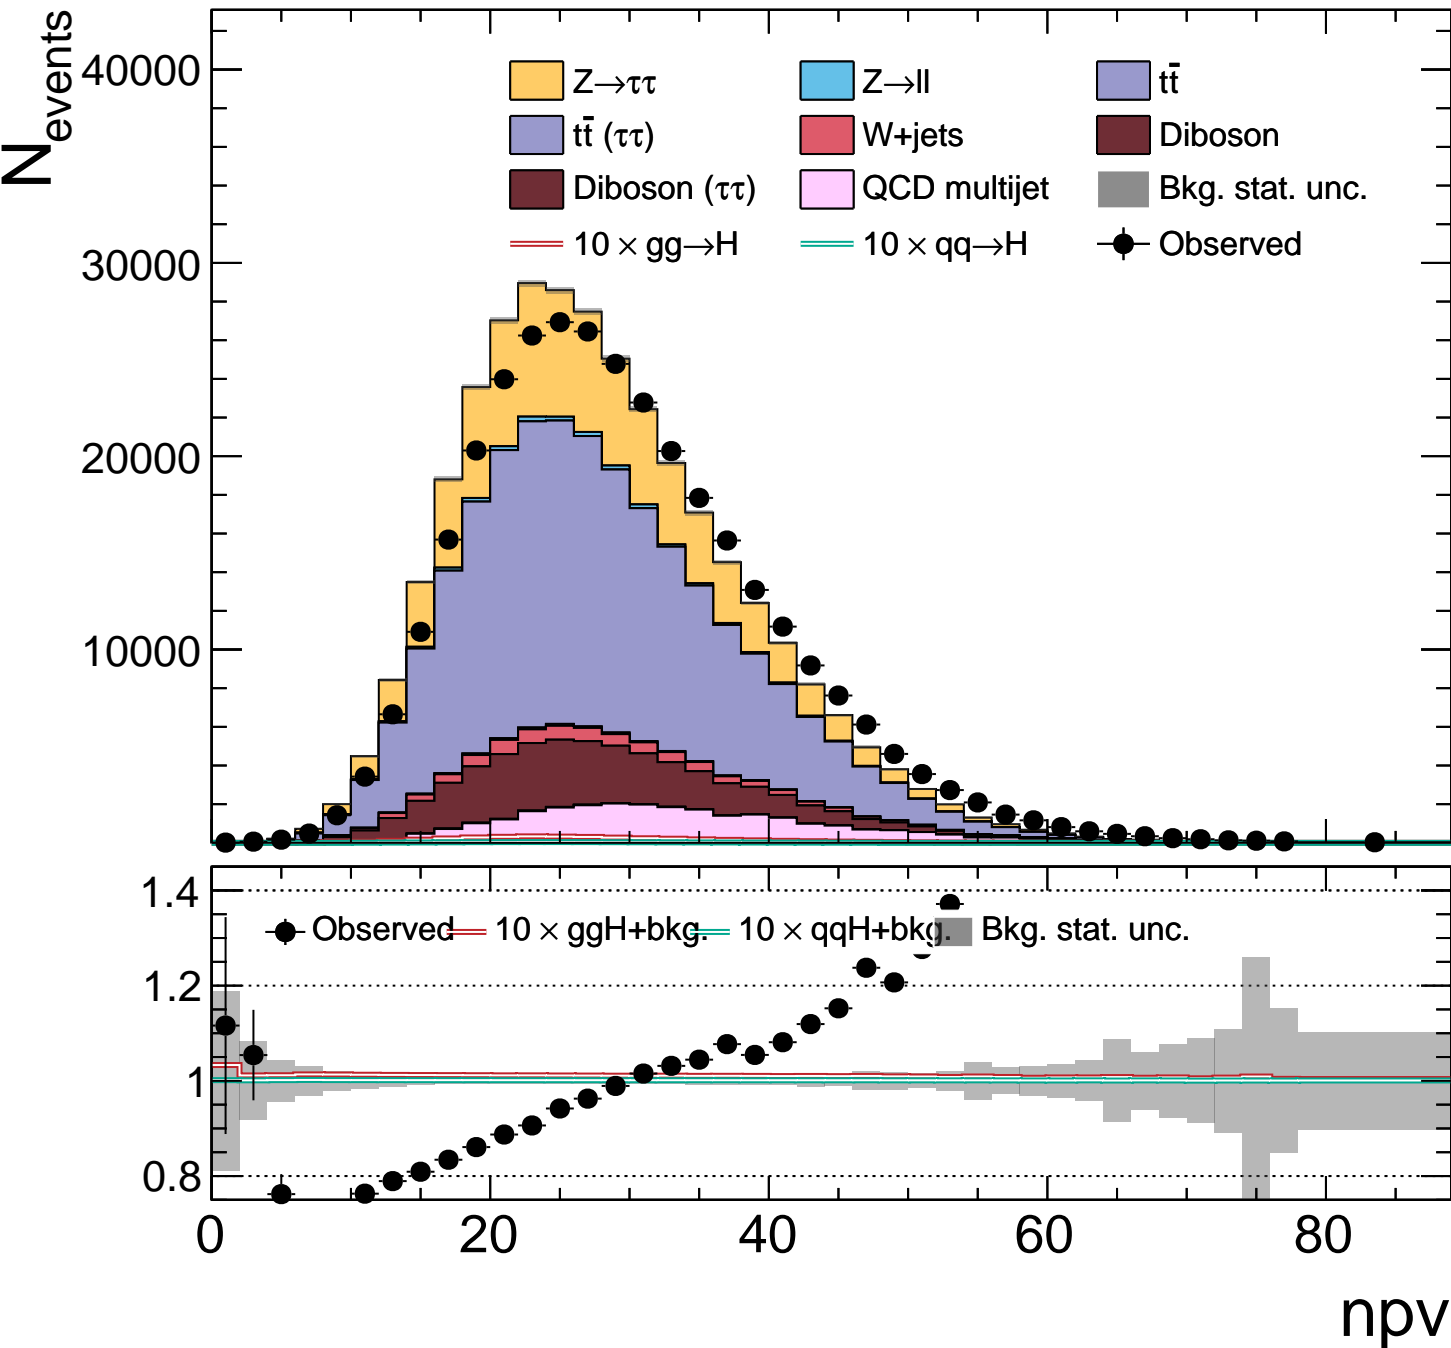 N_events
40000
30000
20000
10000
Z→ττ Z→ll tt̄
tt̄ (ττ) W+jets Diboson
Diboson (ττ) QCD multijet Bkg. stat. unc.
10 × gg→H 10 × qq→H Observed
1.4
1.2
1
0.8
Observed 10 × ggH+bkg. 10 × qqH+bkg. Bkg. stat. unc.
0 20 40 60 80
npv